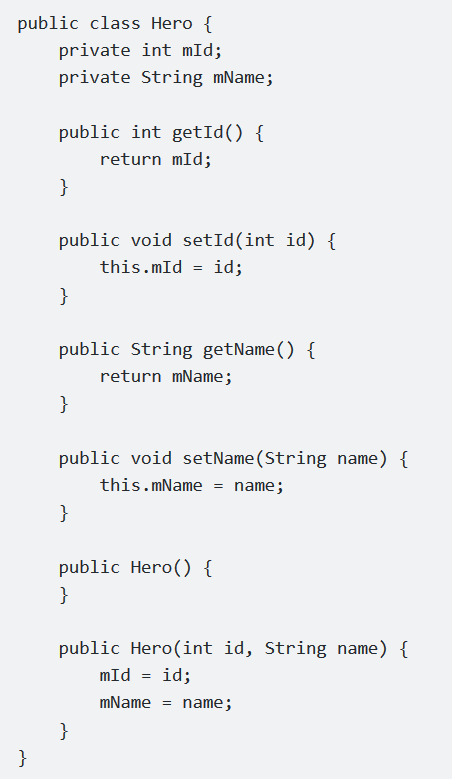 public class Hero {
    private int mId;
    private String mName;

    public int getId() {
        return mId;
    }

    public void setId(int id) {
        this.mId = id;
    }

    public String getName() {
        return mName;
    }

    public void setName(String name) {
        this.mName = name;
    }

    public Hero() {
    }

    public Hero(int id, String name) {
        mId = id;
        mName = name;
    }
}